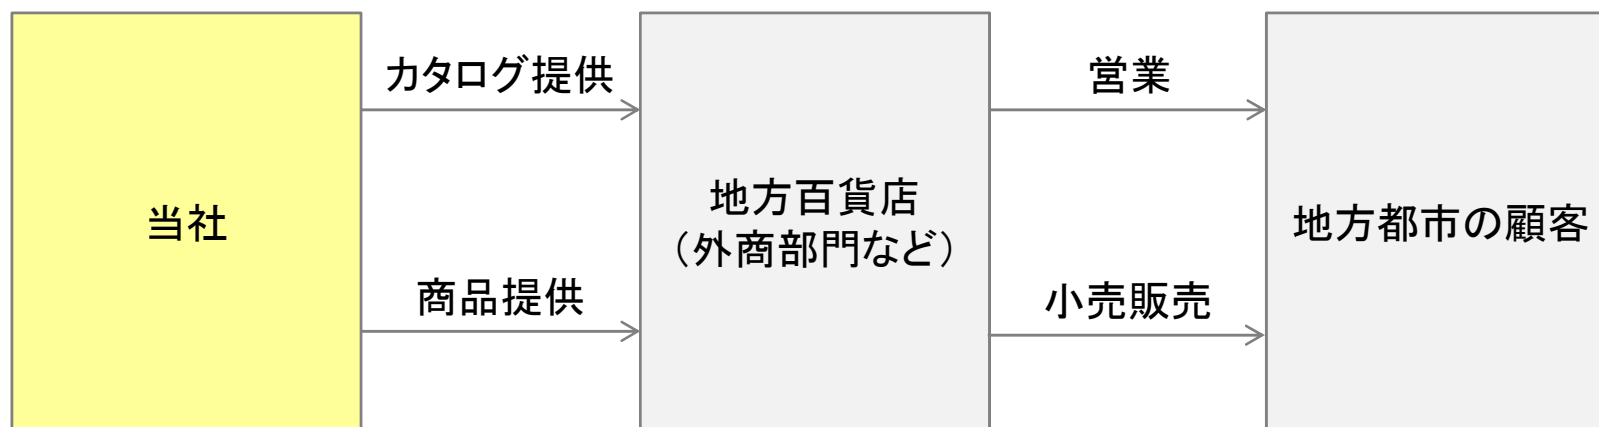 カタログ提供
営業
当社
地方百貨店
（外商部門など）
地方都市の顧客
商品提供
小売販売